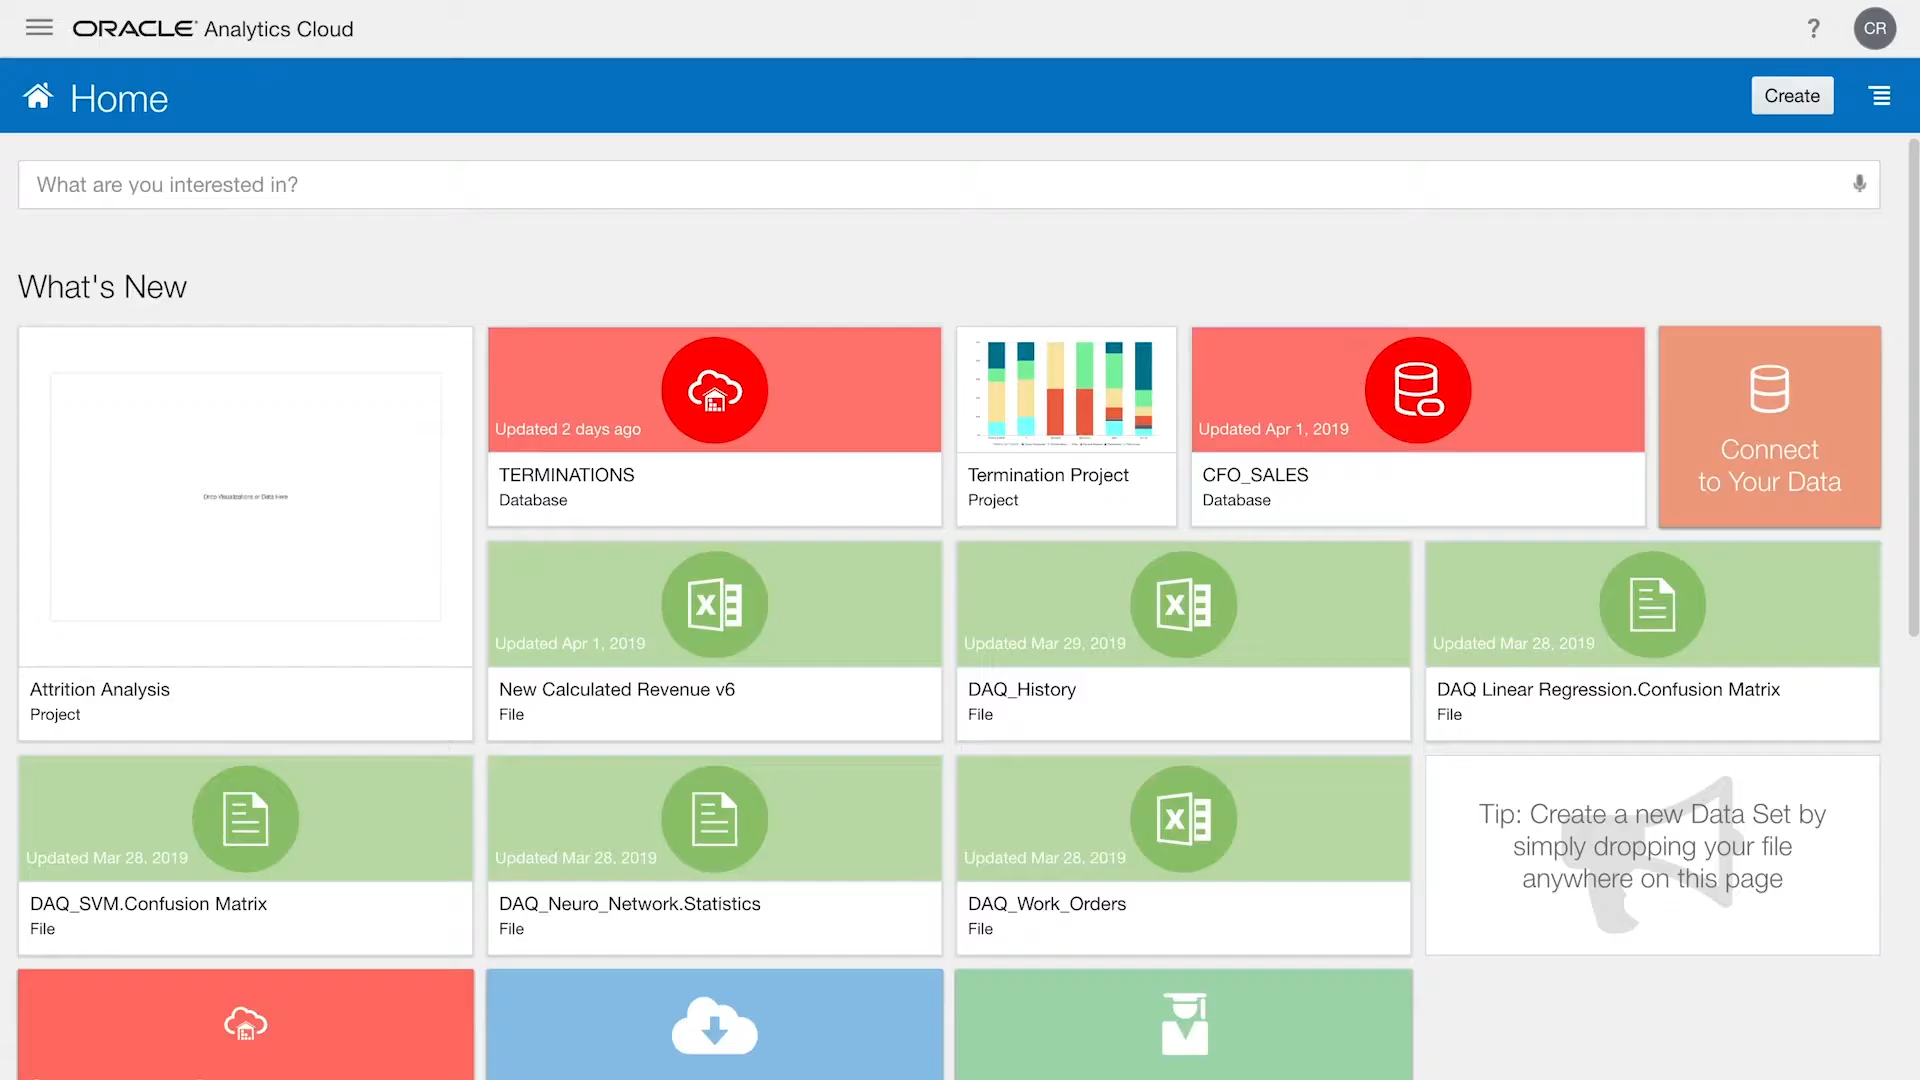 ORACLE Analytics Cloud
?
CR
Home
Create
What are you interested in?
What's New
Drop Visualizations or Data Here
Attrition Analysis
Project
Updated 2 days ago
TERMINATIONS
Database
Termination Project
Project
Updated Apr 1, 2019
CFO_SALES
Database
Connect
to Your Data
Updated Apr 1, 2019
New Calculated Revenue v6
File
Updated Mar 29, 2019
DAQ_History
File
Updated Mar 28, 2019
DAQ Linear Regression.Confusion Matrix
File
Updated Mar 28, 2019
DAQ_SVM.Confusion Matrix
File
Updated Mar 28, 2019
DAQ_Neuro_Network.Statistics
File
Updated Mar 28, 2019
DAQ_Work_Orders
File
Tip: Create a new Data Set by
simply dropping your file
anywhere on this page